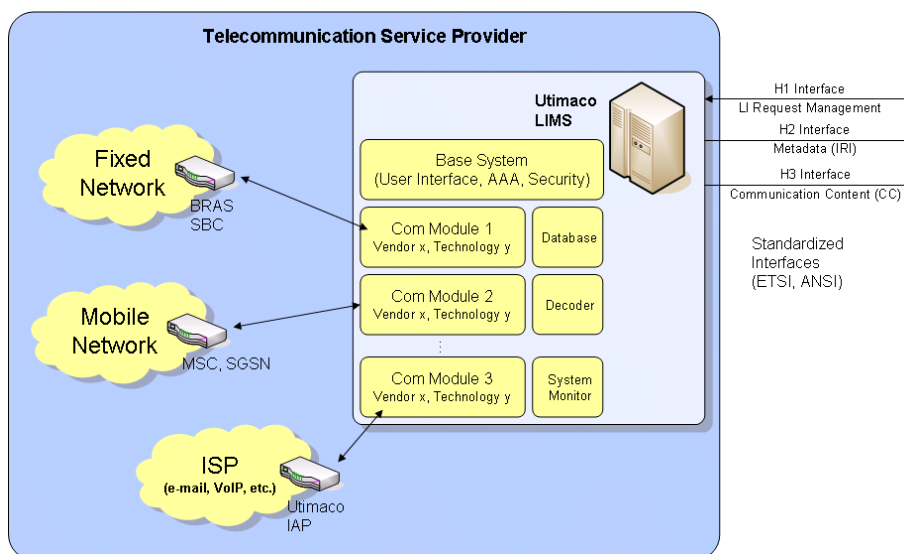 Telecommunication Service Provider
Utimaco
LIMS
H1 Interface
LI Request Management
H2 Interface
Metadata (IRI)
H3 Interface
Communication Content (CC)
Standardized
Interfaces
(ETSI, ANSI)
Fixed
Network
BRAS
SBC
Base System
(User Interface, AAA, Security)
Com Module 1
Vendor x, Technology y
Database
Mobile
Network
MSC, SGSN
Com Module 2
Vendor x, Technology y
Decoder
Com Module 3
Vendor x, Technology y
System
Monitor
ISP
(e-mail, VoIP, etc.)
Utimaco
IAP